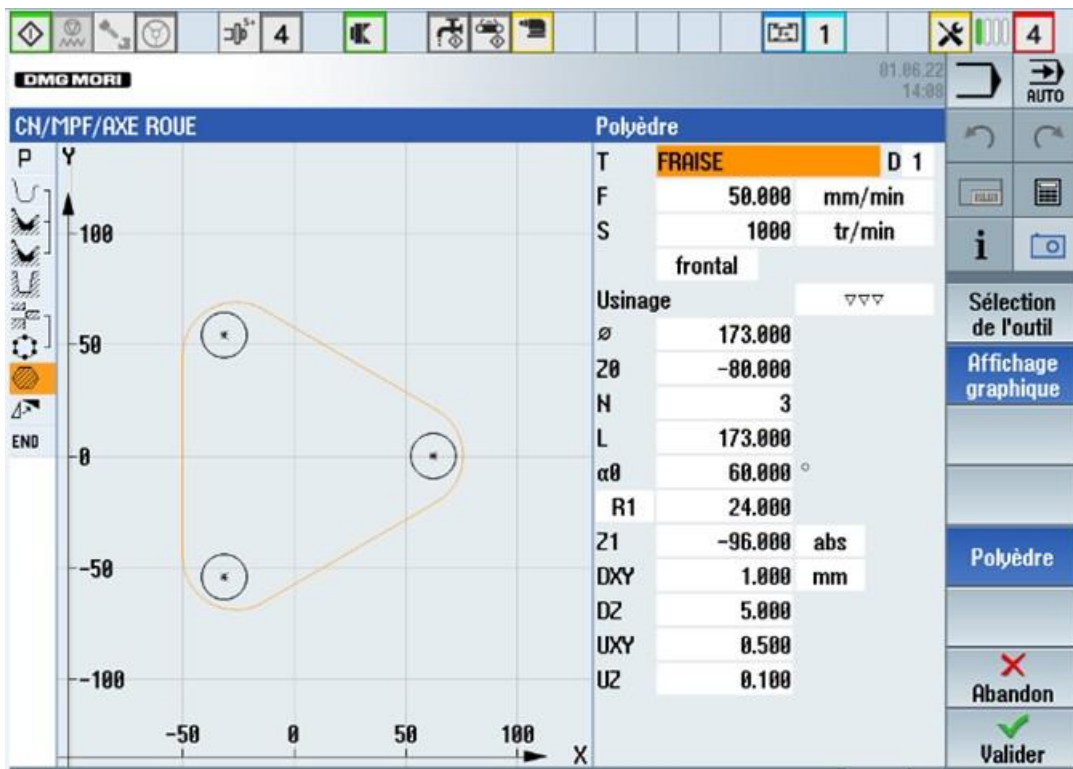 S+ 4 1 4
DMG MORI
01.06.22
14:08
AUTO
CN/MPF/AXE ROUE
Polyèdre
P
END
Y
100
50
0
-50
-100
-50 0 50 100 X
T FRAISE D 1
F 50.000 mm/min
S 1000 tr/min
frontal
Usinage ▽▽▽
ø 173.000
Z0 -80.000
N 3
L 173.000
α0 60.000 °
R1 24.000
Z1 -96.000 abs
DXY 1.000 mm
DZ 5.000
UXY 0.500
UZ 0.100
i
Sélection
de l'outil
Affichage
graphique
Polyèdre
Abandon
Valider